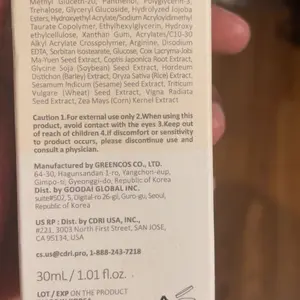 Methyl Gluceth-20, Panthenol, Polyglycerin-3,
Trehalose, Glyceryl Glucoside, Hydrolyzed Jojoba
Esters, Hydroxyethyl Acrylate/Sodium Acryloyldimethyl
Taurate Copolymer, Ethylhexylglycerin, Hydroxy
ethylcellulose, Xanthan Gum, Acrylates/C10-30
Alkyl Acrylate Crosspolymer, Arginine, Disodium
EDTA, Sorbitan Isostearate, Glucose, Coix Lacryma-Jobi
Ma-Yuen Seed Extract, Coptis Japonica Root Extract,
Glycine Soja (Soybean) Seed Extract, Hordeum
Distichon (Barley) Extract, Oryza Sativa (Rice) Extract,
Sesamum Indicum (Sesame) Seed Extract, Triticum
Vulgare (Wheat) Seed Extract, Vigna Radiata
Seed Extract, Zea Mays (Corn) Kernel Extract
Caution 1.For external use only 2.When using this
product, avoid contact with the eyes 3.Keep out
of reach of children 4.If discomfort or sensitivity
to product occurs, please discontinue use and
consult a physician.
Manufactured by GREENCOS CO., LTD.
64-30, Hagunsandan 1-ro, Yangchon-eup,
Gimpo-si, Gyeonggi-do, Republic of Korea
Dist. by GOODAI GLOBAL INC.
suite#502, 5, Digital-ro 26-gil, Guro-gu, Seoul,
Republic of Korea
US RP : Dist. by CDRI USA, INC.,
#221, 3003 North First Street, SAN JOSE,
CA 95134, USA
cs.us@cdri.pro, 1-888-243-7218
30mL / 1.01 fl.oz.
LOT / EXP ON THE PRODUCT